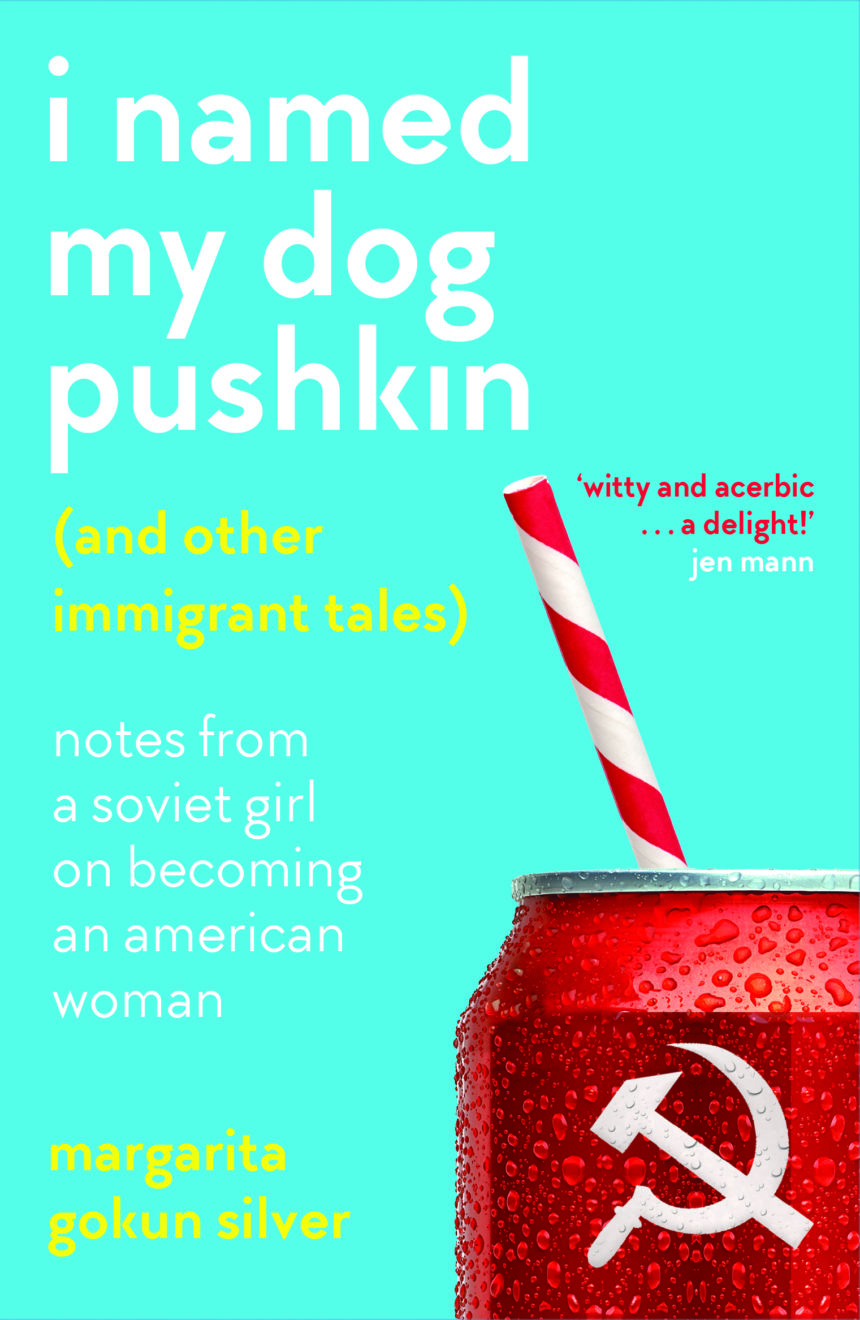 i named
my dog
pushkin
(and other
immigrant tales)
‘witty and acerbic
...a delight!’
jen mann
notes from
a soviet girl
on becoming
an american
woman
margarita
gokun silver